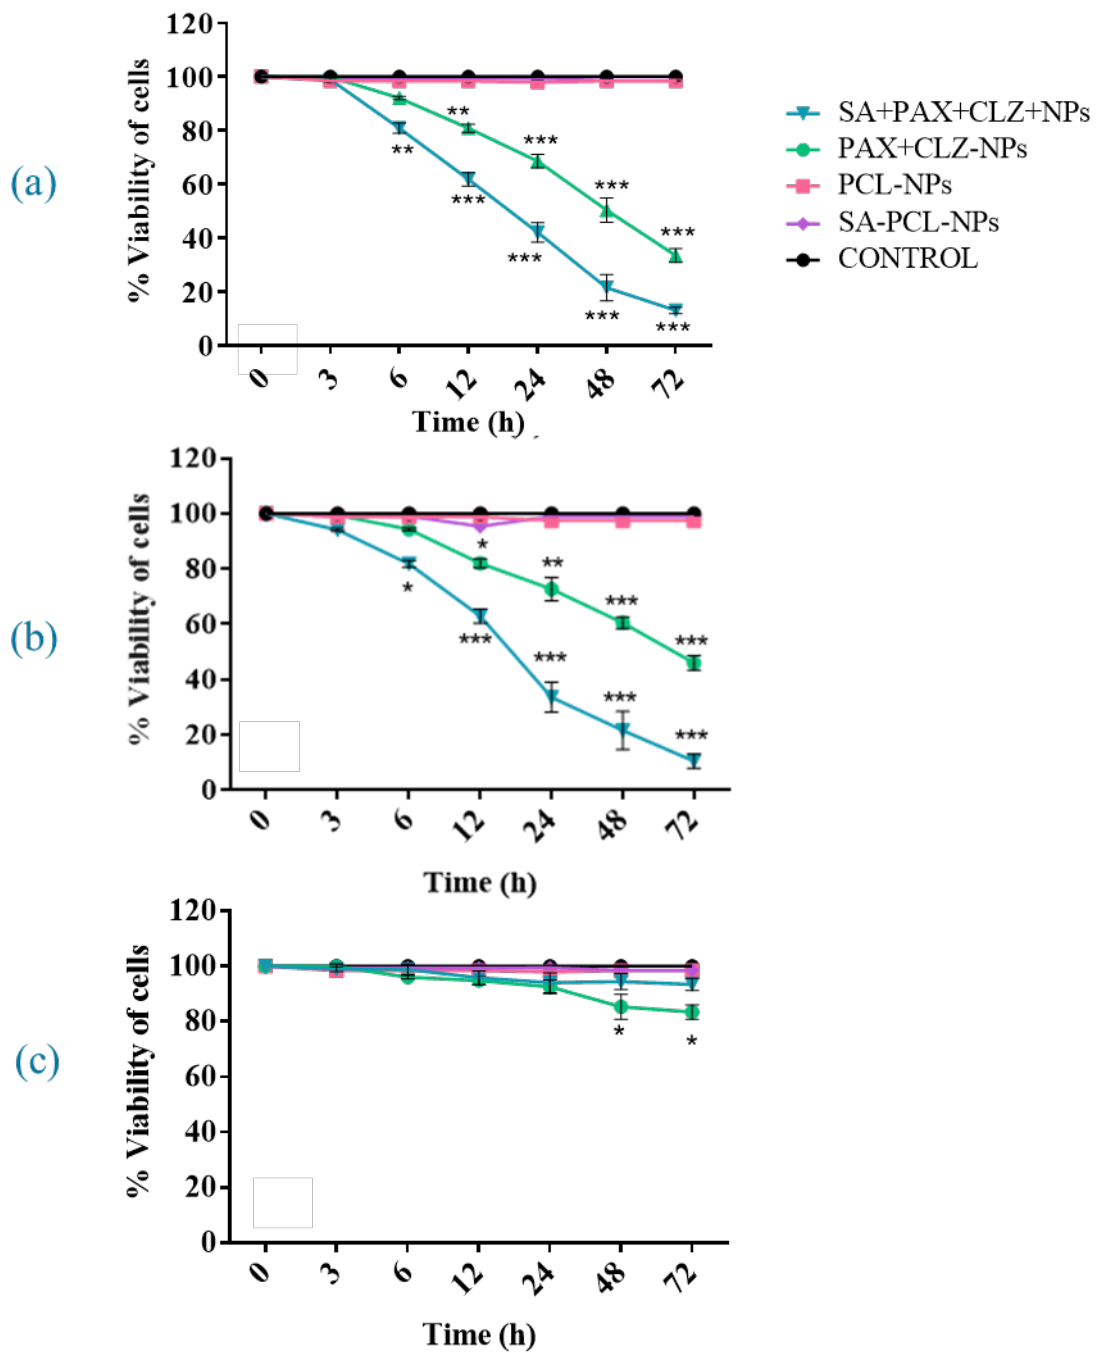 (a)
% Viability of cells
120
100
80
60
40
20
0
** *** *** *** ***
** *** *** *** ***
0 3 6 12 24 48 72
Time (h)
SA+PAX+CLZ+NPs
PAX+CLZ-NPs
PCL-NPs
SA-PCL-NPs
CONTROL
(b)
% Viability of cells
120
100
80
60
40
20
0
* ** *** ***
* *** *** *** ***
0 3 6 12 24 48 72
Time (h)
(c)
% Viability of cells
120
100
80
60
40
20
0
* *
0 3 6 12 24 48 72
Time (h)